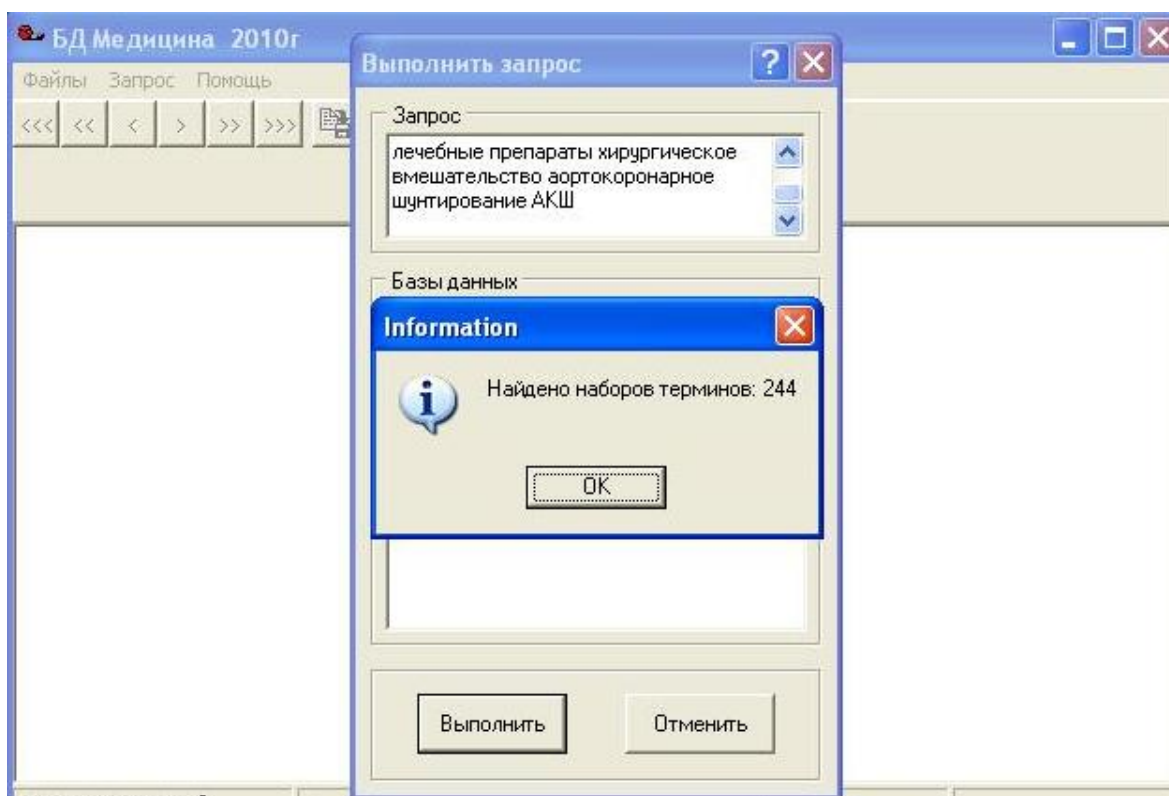 БД Медицина 2010г
Файлы Запрос Помощь
<<< << < > >> >>>
Выполнить запрос
?
Запрос
лечебные препараты хирургическое
вмешательство аортокоронарное
шунтирование АКШ
Базы данных
Information
Найдено наборов терминов: 244
OK
Выполнить Отменить